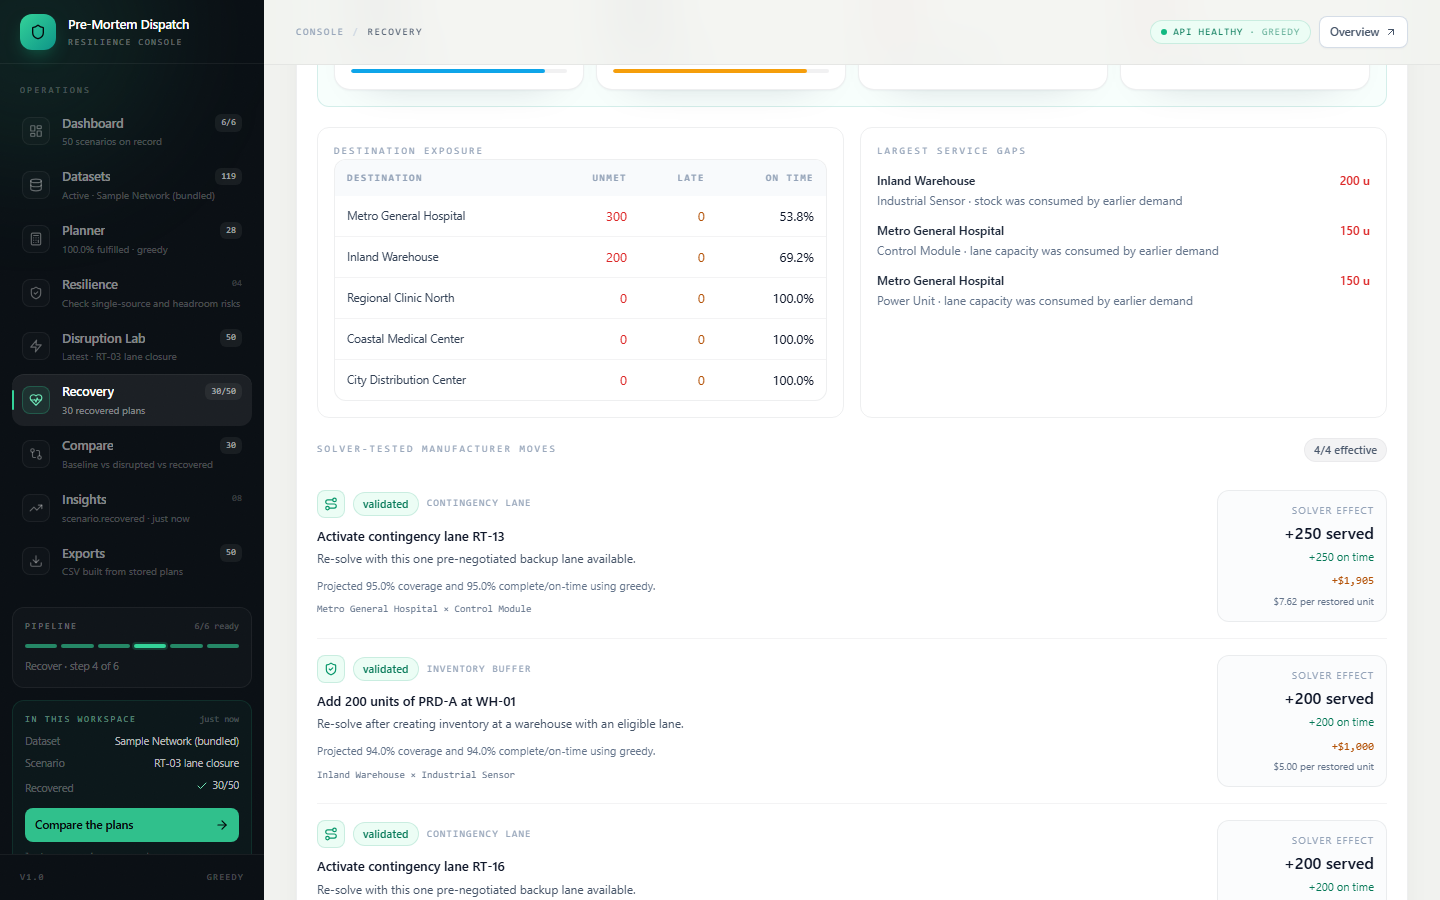 Pre-Mortem Dispatch
RESILIENCE CONSOLE
OPERATIONS
Dashboard 6/6
50 scenarios on record
Datasets 119
Active · Sample Network (bundled)
Planner 28
100.0% fulfilled · greedy
Resilience 04
Check single-source and headroom risks
Disruption Lab 50
Latest · RT-03 lane closure
Recovery 30/50
30 recovered plans
Compare 30
Baseline vs disrupted vs recovered
Insights 08
scenario.recovered · just now
Exports 50
CSV built from stored plans
PIPELINE 6/6 ready
Recover · step 4 of 6
IN THIS WORKSPACE just now
Dataset Sample Network (bundled)
Scenario RT-03 lane closure
Recovered 30/50
Compare the plans
V1.0 GREEDY
CONSOLE / RECOVERY
API HEALTHY · GREEDY
Overview
DESTINATION EXPOSURE
DESTINATION UNMET LATE ON TIME
Metro General Hospital 300 0 53.8%
Inland Warehouse 200 0 69.2%
Regional Clinic North 0 0 100.0%
Coastal Medical Center 0 0 100.0%
City Distribution Center 0 0 100.0%
LARGEST SERVICE GAPS
Inland Warehouse 200 u
Industrial Sensor · stock was consumed by earlier demand
Metro General Hospital 150 u
Control Module · lane capacity was consumed by earlier demand
Metro General Hospital 150 u
Power Unit · lane capacity was consumed by earlier demand
SOLVER-TESTED MANUFACTURER MOVES 4/4 effective
validated CONTINGENCY LANE
Activate contingency lane RT-13
Re-solve with this one pre-negotiated backup lane available.
Projected 95.0% coverage and 95.0% complete/on-time using greedy.
Metro General Hospital × Control Module
SOLVER EFFECT
+250 served
+250 on time
+$1,905
$7.62 per restored unit
validated INVENTORY BUFFER
Add 200 units of PRD-A at WH-01
Re-solve after creating inventory at a warehouse with an eligible lane.
Projected 94.0% coverage and 94.0% complete/on-time using greedy.
Inland Warehouse × Industrial Sensor
SOLVER EFFECT
+200 served
+200 on time
+$1,000
$5.00 per restored unit
validated CONTINGENCY LANE
Activate contingency lane RT-16
Re-solve with this one pre-negotiated backup lane available.
SOLVER EFFECT
+200 served
+200 on time